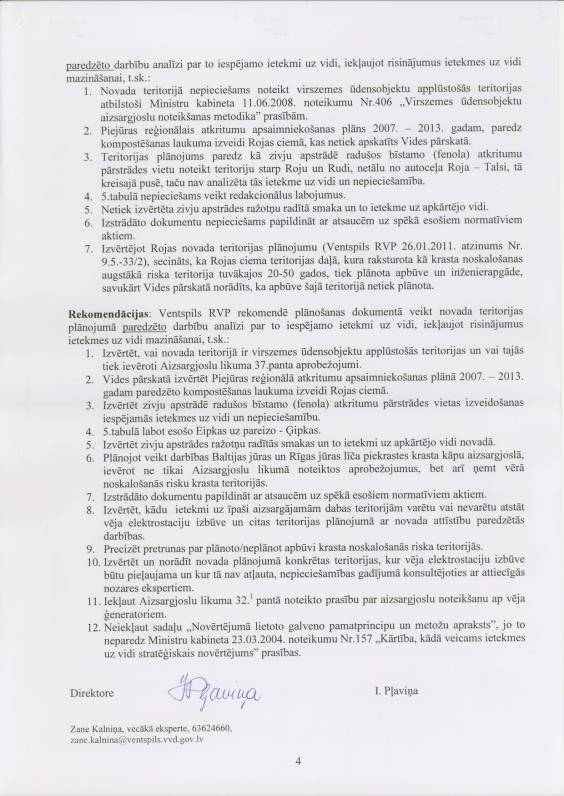 paredzēto darbību analīzi par to iespējamo ietekmi uz vidi, iekļaujot risinājumus ietekmes uz vidi
mazināšanai, t.sk.:
1. Novada teritorijā nepieciešams noteikt virszemes ūdensobjektu applūstošās teritorijas
atbilstoši Ministru kabineta 11.06.2008. noteikumu Nr.406 „Virszemes ūdensobjektu
aizsargjoslu noteikšanas metodika” prasībām.
2. Piejūras reģionālais atkritumu apsaimniekošanas plāns 2007. – 2013. gadam, paredz
kompostēšanas laukuma izveidi Rojas ciemā, kas netiek apskatīts Vides pārskatā.
3. Teritorijas plānojums paredz kā zivju apstrādē radušos bīstamo (fenola) atkritumu
pārstrādes vietu noteikt teritoriju starp Roju un Rudi, netālu no autoceļa Roja – Talsi, tā
kreisajā pusē, taču nav analizēta tās ietekme uz vidi un nepieciešamība.
4. 5.tabulā nepieciešams veikt redakcionālus labojumus.
5. Netiek izvērtēta zivju apstrādes ražotņu radītā smaka un to ietekme uz apkārtējo vidi.
6. Izstrādāto dokumentu nepieciešams papildināt ar atsaucēm uz spēkā esošiem normatīviem
aktiem.
7. Izvērtējot Rojas novada teritorijas plānojumu (Ventspils RVP 26.01.2011. atzinums Nr.
9.5.-33/2), secināts, ka Rojas ciema teritorijas daļā, kura raksturota kā krasta noskalošanas
augstākā riska teritorija tuvākajos 20-50 gados, tiek plānota apbūve un inženierapgāde,
savukārt Vides pārskatā norādīts, ka apbūve šajā teritorijā netiek plānota.
Rekomendācijas: Ventspils RVP rekomendē plānošanas dokumentā veikt novada teritorijas
plānojumā paredzēto darbību analīzi par to iespējamo ietekmi uz vidi, iekļaujot risinājumus
ietekmes uz vidi mazināšanai, t.sk.:
1. Izvērtēt, vai novada teritorijā ir virszemes ūdensobjektu applūstošās teritorijas un vai tajās
tiek ievēroti Aizsargjoslu likuma 37.panta aprobežojumi.
2. Vides pārskatā izvērtēt Piejūras reģionālā atkritumu apsaimniekošanas plānā 2007. – 2013.
gadam paredzēto kompostēšanas laukuma izveidi Rojas ciemā.
3. Izvērtēt zivju apstrādē radušos bīstamo (fenola) atkritumu pārstrādes vietas izveidošanas
iespējamās ietekmes uz vidi un nepieciešamību.
4. 5.tabulā labot esošo Eipkas uz pareizo - Ģipkas.
5. Izvērtēt zivju apstrādes ražotņu radītās smakas un to ietekmi uz apkārtējo vidi novadā.
6. Plānojot veikt darbības Baltijas jūras un Rīgas jūras līča piekrastes krasta kāpu aizsargjoslā,
ievērot ne tikai Aizsargjoslu likumā noteiktos aprobežojumus, bet arī ņemt vērā
noskalošanās risku krasta teritorijās.
7. Izstrādāto dokumentu papildināt ar atsaucēm uz spēkā esošiem normatīviem aktiem.
8. Izvērtēt, kādu ietekmi uz īpaši aizsargājamām dabas teritorijām varētu vai nevarētu atstāt
vēja elektrostaciju izbūve un citas teritorijas plānojumā ar novada attīstību paredzētās
darbības.
9. Precizēt pretrunas par plānoto/neplānot apbūvi krasta noskalošanās riska teritorijās.
10. Izvērtēt un norādīt novada plānojumā konkrētas teritorijas, kur vēja elektrostaciju izbūve
būtu pieļaujama un kur tā nav atļauta, nepieciešamības gadījumā konsultējoties ar attiecīgās
nozares ekspertiem.
11. Iekļaut Aizsargjoslu likuma 32.¹ pantā noteikto prasību par aizsargjoslu noteikšanu ap vēja
ģeneratoriem.
12. Neiekļaut sadaļu „Novērtējumā lietoto galveno pamatprincipu un metožu apraksts”, jo to
neparedz Ministru kabineta 23.03.2004. noteikumu Nr.157 „Kārtība, kādā veicams ietekmes
uz vidi stratēģiskais novērtējums” prasības.
Direktore I. Pļaviņa
Zane Kalniņa, vecākā eksperte, 63624660,
zane.kalnina@ventspils.vvd.gov.lv
4